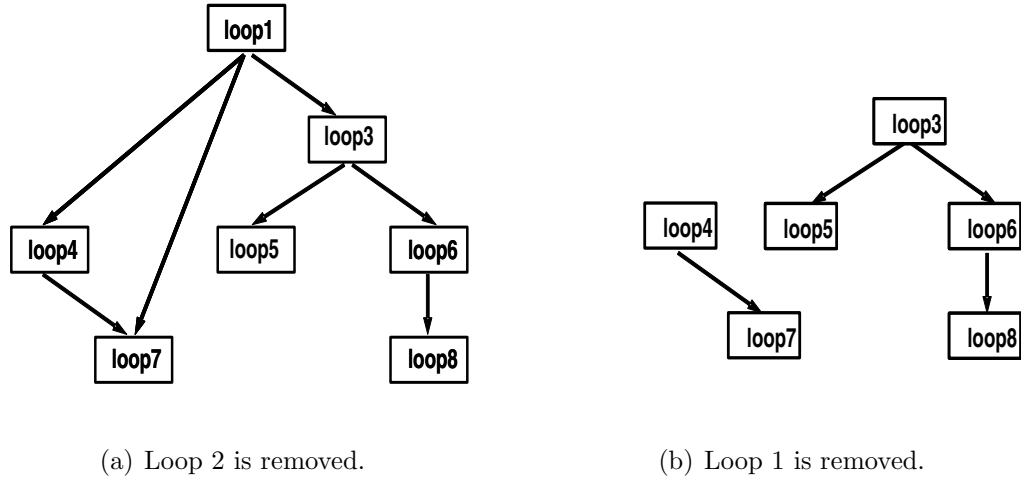 loop1
loop3
loop4
loop5
loop6
loop7
loop8
(a) Loop 2 is removed.
loop3
loop4
loop5
loop6
loop7
loop8
(b) Loop 1 is removed.